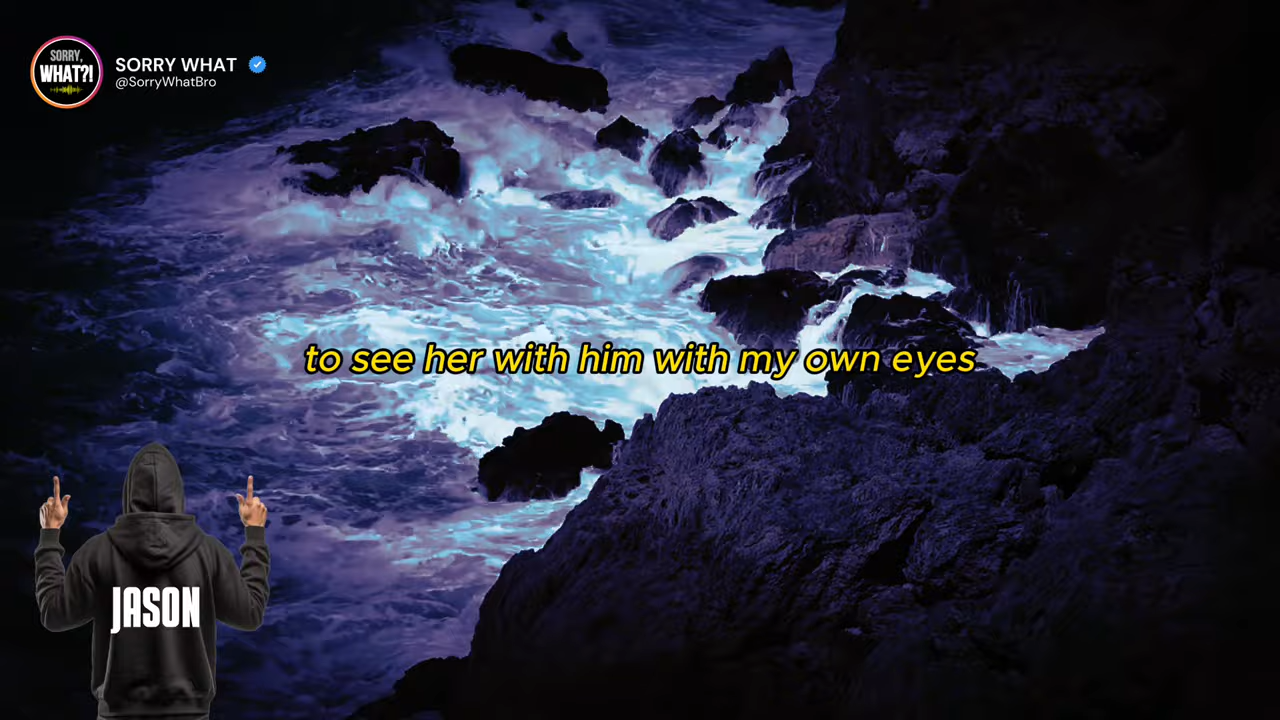 SORRY,
WHAT?!
SORRY WHAT
@SorryWhatBro
to see her with him with my own eyes
JASON